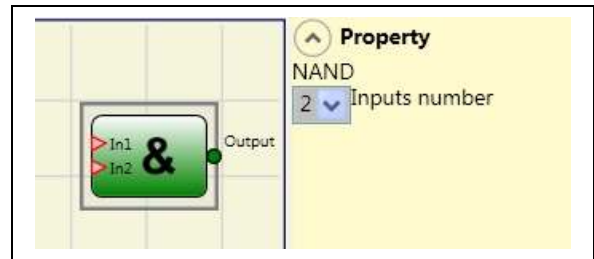 Property
NAND
2 Inputs number
In1
In2
&
Output